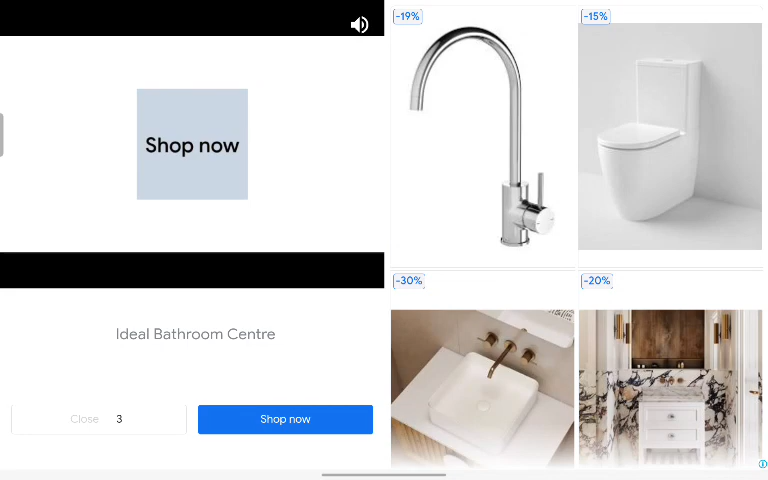 Shop now
Ideal Bathroom Centre
Close 3
Shop now
-19%
-15%
-30%
-20%